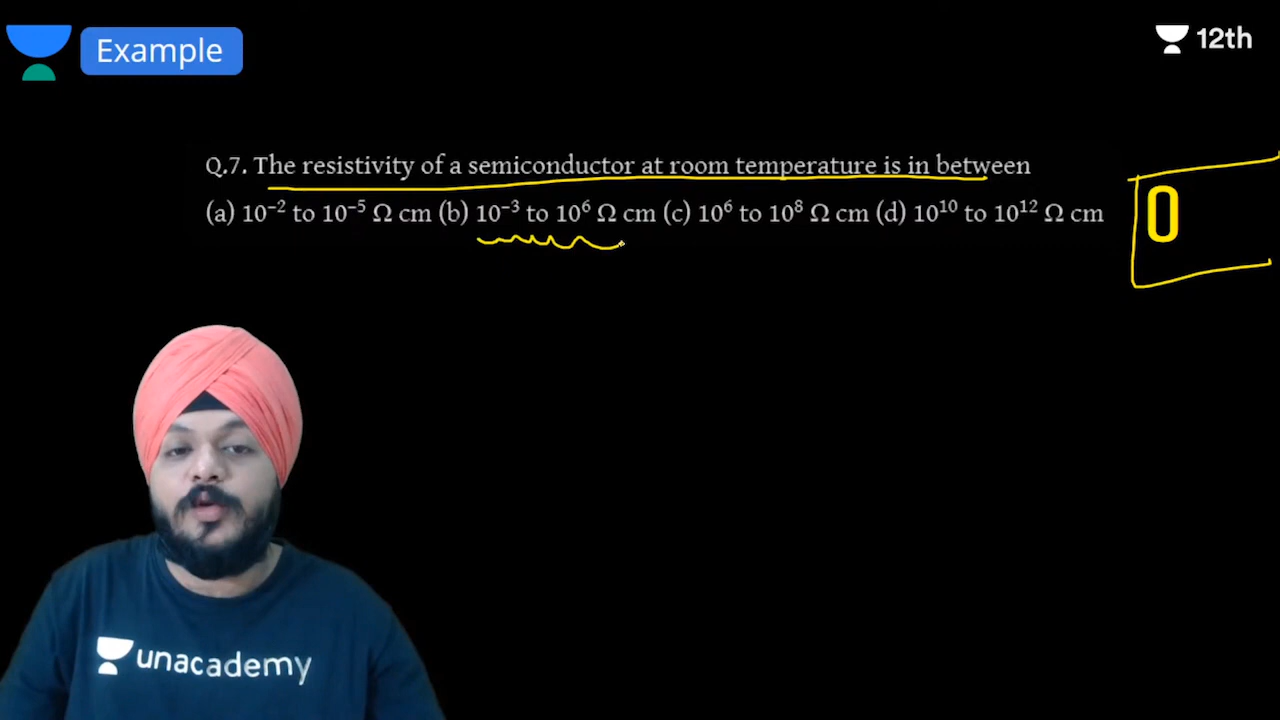 Example
12th
Q.7. The resistivity of a semiconductor at room temperature is in between
(a) 10⁻² to 10⁻⁵ Ω cm (b) 10⁻³ to 10⁶ Ω cm (c) 10⁶ to 10⁸ Ω cm (d) 10¹⁰ to 10¹² Ω cm
0
unacademy